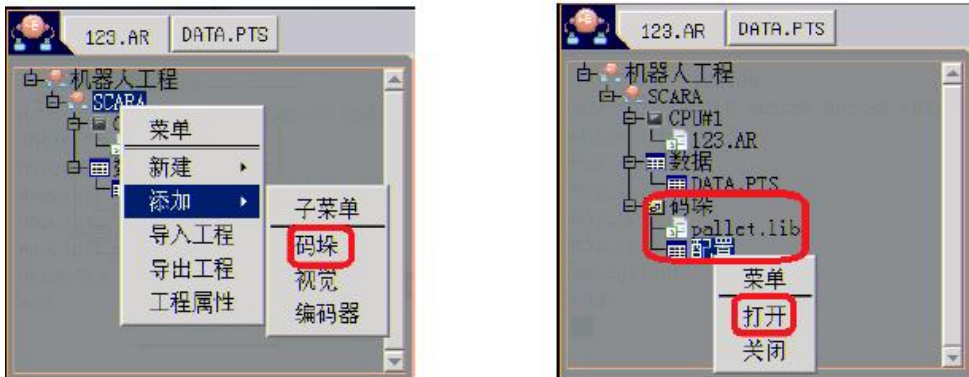 123.AR DATA.PTS
机器人工程
SCARA
菜单
新建
添加
导入工程
导出工程
工程属性
子菜单
码垛
视觉
编码器
123.AR DATA.PTS
机器人工程
SCARA
CPU#1
123.AR
数据
DATA.PTS
码垛
pallet.lib
配置
菜单
打开
关闭